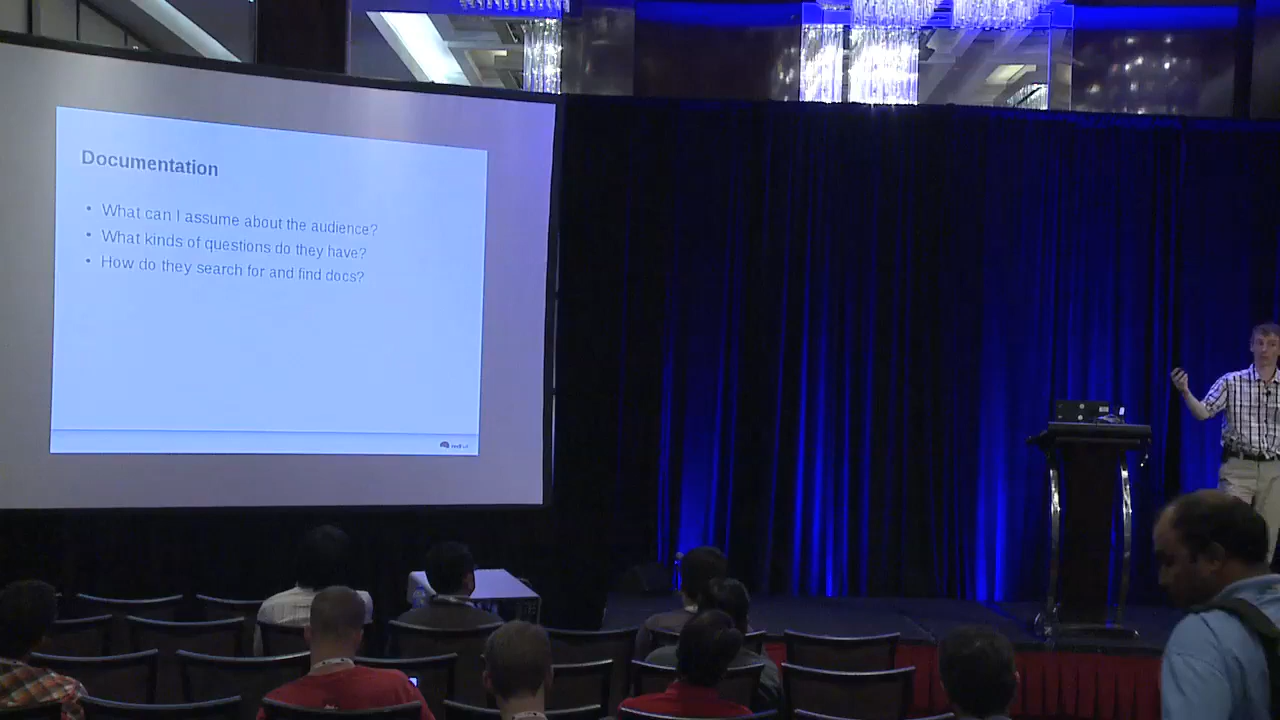 Documentation
• What can I assume about the audience?
• What kinds of questions do they have?
• How do they search for and find docs?